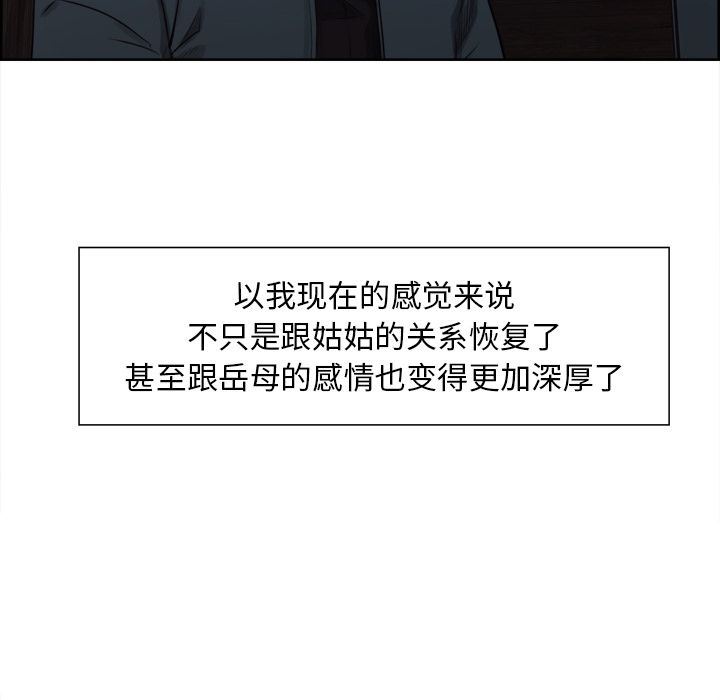 以我现在的感觉来说
不只是跟姑姑的关系恢复了
甚至跟岳母的感情也变得更加深厚了